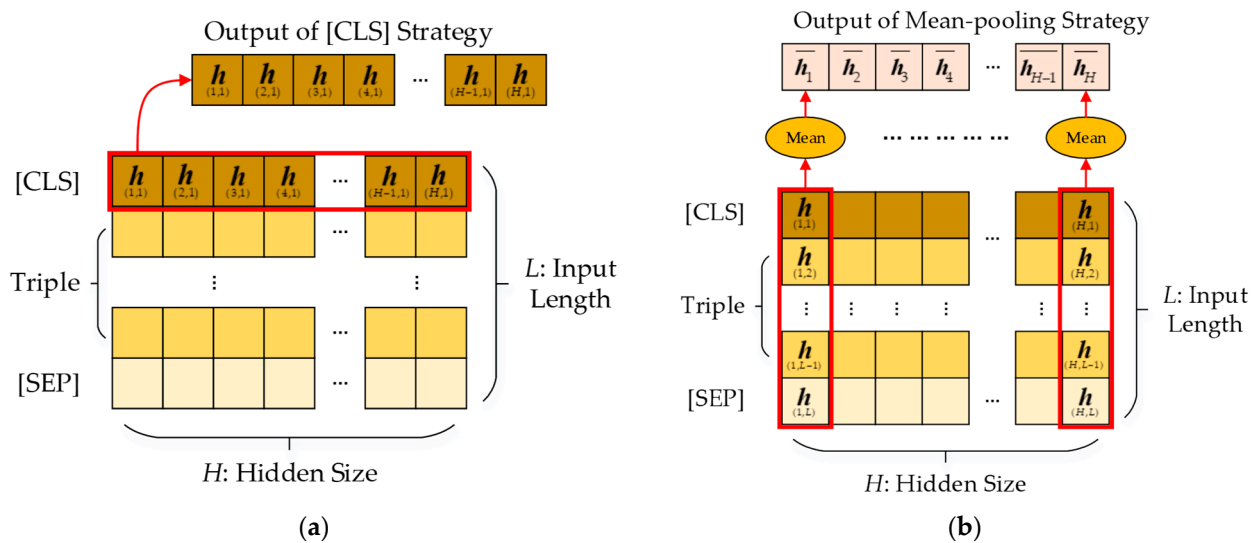 Output of [CLS] Strategy
h (1,1) h (2,1) h (3,1) h (4,1) ... h (H−1,1) h (H,1)
[CLS] h (1,1) h (2,1) h (3,1) h (4,1) ... h (H−1,1) h (H,1)
...
Triple ⋮ ⋮
L: Input
Length
...
[SEP] ...
H: Hidden Size
(a)
Output of Mean-pooling Strategy
h̅₁ h̅₂ h̅₃ h̅₄ ... h̅_H−1 h̅_H
Mean ... ... ... ... ... Mean
[CLS] h (1,1) h (H,1)
...
h (1,2) h (H,2)
Triple ⋮ ⋮ ⋮ ⋮ ⋮ ⋮
L: Input
Length
h (1,L−1) h (H,L−1)
[SEP] h (1,L) ... h (H,L)
H: Hidden Size
(b)